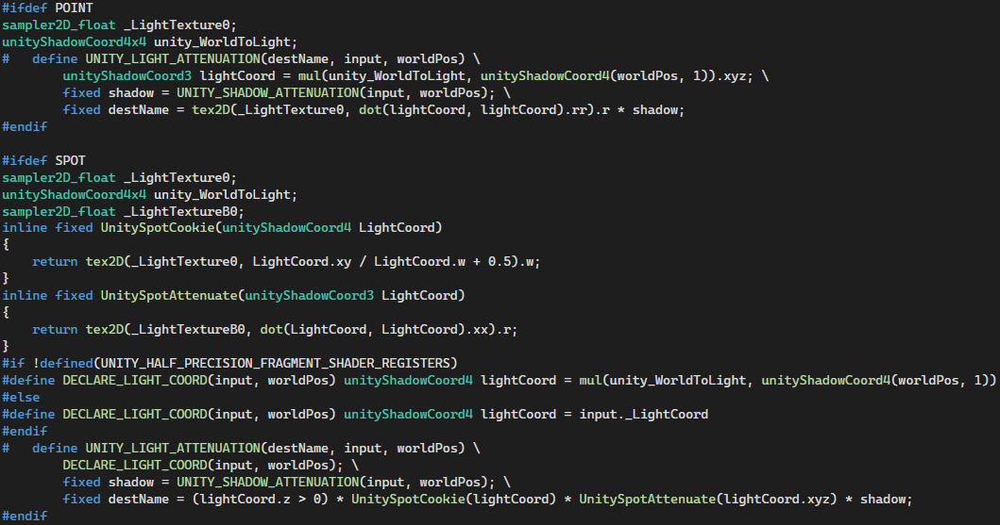 #ifdef POINT
sampler2D_float _LightTexture0;
unityShadowCoord4x4 unity_WorldToLight;
#   define UNITY_LIGHT_ATTENUATION(destName, input, worldPos) \
        unityShadowCoord3 lightCoord = mul(unity_WorldToLight, unityShadowCoord4(worldPos, 1)).xyz; \
        fixed shadow = UNITY_SHADOW_ATTENUATION(input, worldPos); \
        fixed destName = tex2D(_LightTexture0, dot(lightCoord, lightCoord).rr).r * shadow;
#endif

#ifdef SPOT
sampler2D_float _LightTexture0;
unityShadowCoord4x4 unity_WorldToLight;
sampler2D_float _LightTextureB0;
inline fixed UnitySpotCookie(unityShadowCoord4 LightCoord)
{
    return tex2D(_LightTexture0, LightCoord.xy / LightCoord.w + 0.5).w;
}
inline fixed UnitySpotAttenuate(unityShadowCoord3 LightCoord)
{
    return tex2D(_LightTextureB0, dot(LightCoord, LightCoord).xx).r;
}
#if !defined(UNITY_HALF_PRECISION_FRAGMENT_SHADER_REGISTERS)
#define DECLARE_LIGHT_COORD(input, worldPos) unityShadowCoord4 lightCoord = mul(unity_WorldToLight, unityShadowCoord4(worldPos, 1))
#else
#define DECLARE_LIGHT_COORD(input, worldPos) unityShadowCoord4 lightCoord = input._LightCoord
#endif
#   define UNITY_LIGHT_ATTENUATION(destName, input, worldPos) \
        DECLARE_LIGHT_COORD(input, worldPos); \
        fixed shadow = UNITY_SHADOW_ATTENUATION(input, worldPos); \
        fixed destName = (lightCoord.z > 0) * UnitySpotCookie(lightCoord) * UnitySpotAttenuate(lightCoord.xyz) * shadow;
#endif